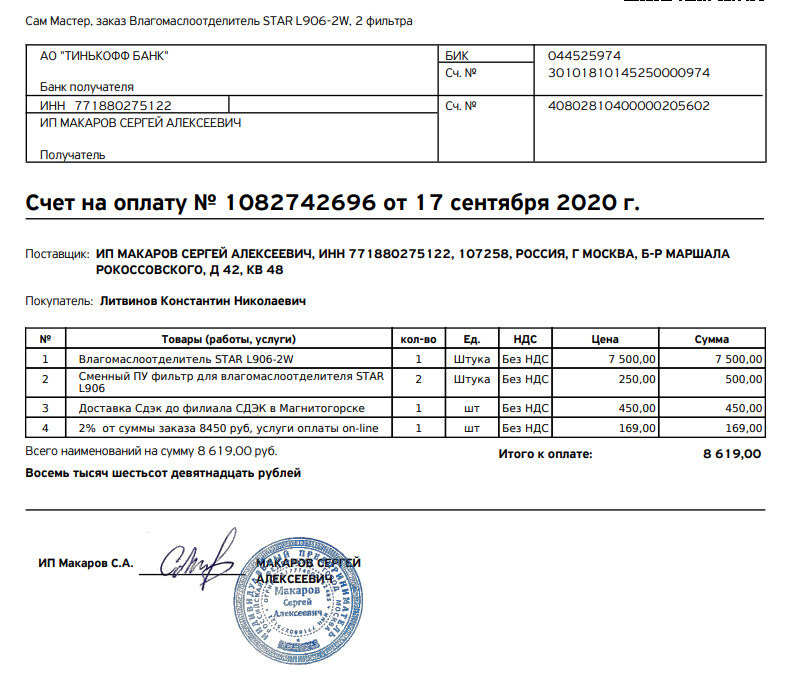 Сам Мастер, заказ Влагомаслоотделитель STAR L906-2W, 2 фильтра
АО "ТИНЬКОФФ БАНК" БИК 044525974
Сч. № 30101810145250000974
Банк получателя
ИНН 771880275122 Сч. № 40802810400000205602
ИП МАКАРОВ СЕРГЕЙ АЛЕКСЕЕВИЧ
Получатель
Счет на оплату № 1082742696 от 17 сентября 2020 г.
Поставщик: ИП МАКАРОВ СЕРГЕЙ АЛЕКСЕЕВИЧ, ИНН 771880275122, 107258, РОССИЯ, Г МОСКВА, Б-Р МАРШАЛА
РОКОССОВСКОГО, Д 42, КВ 48
Покупатель: Литвинов Константин Николаевич
№ Товары (работы, услуги) кол-во Ед. НДС Цена Сумма
1 Влагомаслоотделитель STAR L906-2W 1 Штука Без НДС 7 500,00 7 500,00
2 Сменный ПУ фильтр для влагомаслоотделителя STAR L906 2 Штука Без НДС 250,00 500,00
3 Доставка Сдэк до филиала СДЭК в Магнитогорске 1 шт Без НДС 450,00 450,00
4 2% от суммы заказа 8450 руб, услуги оплаты on-line 1 шт Без НДС 169,00 169,00
Всего наименований на сумму 8 619,00 руб. Итого к оплате: 8 619,00
Восемь тысяч шестьсот девятнадцать рублей
ИП Макаров С.А. МАКАРОВ СЕРГЕЙ
АЛЕКСЕЕВИЧ
ИНДИВИДУАЛЬНЫЙ ПРЕДПРИНИМАТЕЛЬ
Макаров
Сергей
Алексеевич